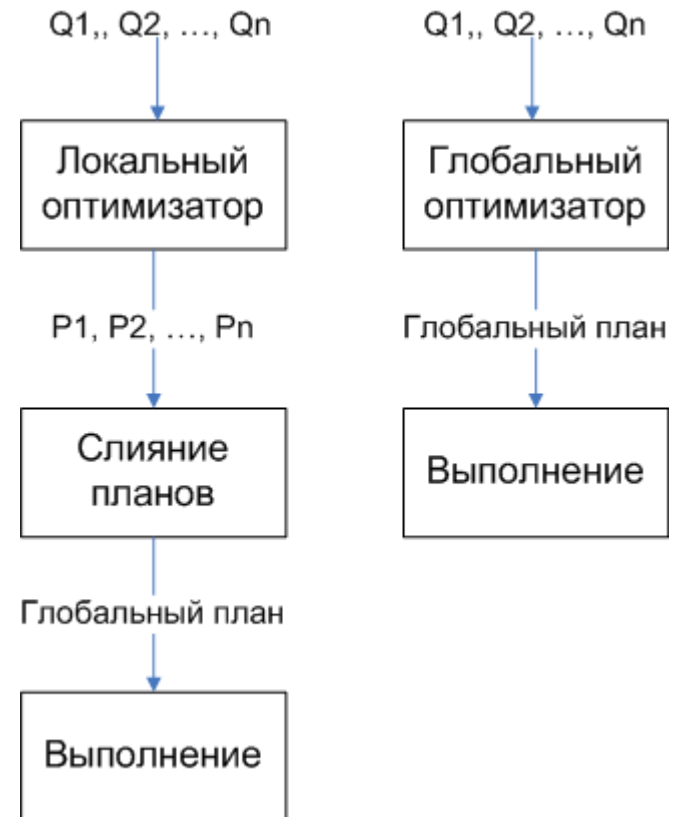 Q1,, Q2, …, Qn
Локальный
оптимизатор
P1, P2, …, Pn
Слияние
планов
Глобальный план
Выполнение
Q1,, Q2, …, Qn
Глобальный
оптимизатор
Глобальный план
Выполнение